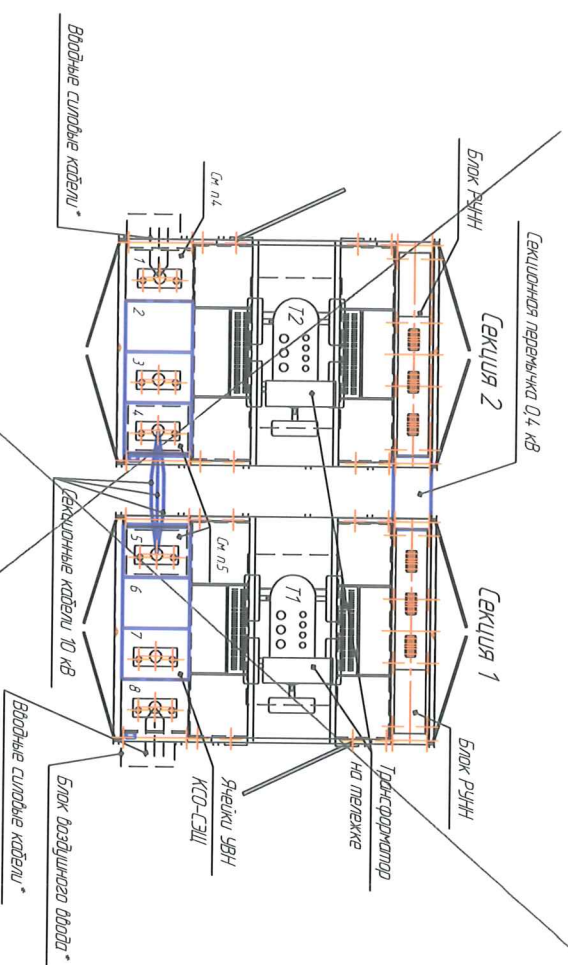 Секционная перемычка 0,4 кВ
Блок РУНН
Секция 2
Секция 1
Блок РУНН
Т2
Т1
Трансформатор
на тележке
См п.4
См п.5
Ячейки УВН
КСО-СЭЩ
1
2
3
4
5
6
7
8
Вводные силовые кабели*
Секционные кабели 10 кВ
Вводные силовые кабели*
Блок воздушного ввода*